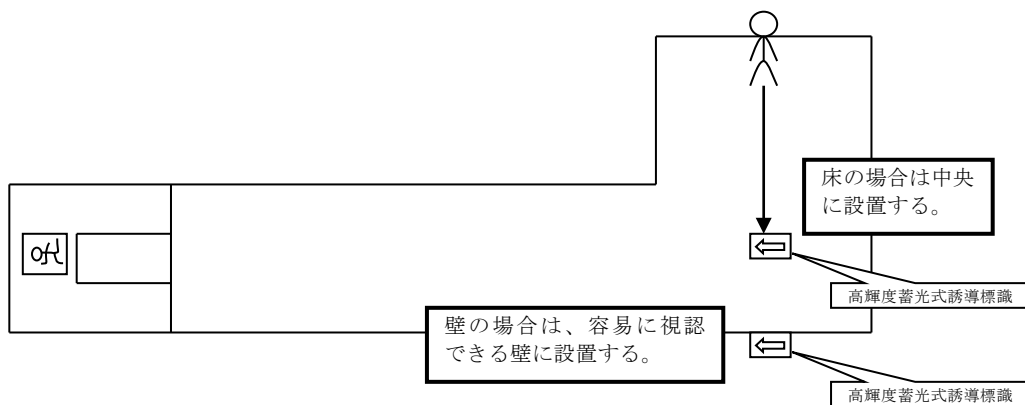 床の場合は中央
に設置する。
高輝度蓄光式誘導標識
壁の場合は、容易に視認
できる壁に設置する。
高輝度蓄光式誘導標識